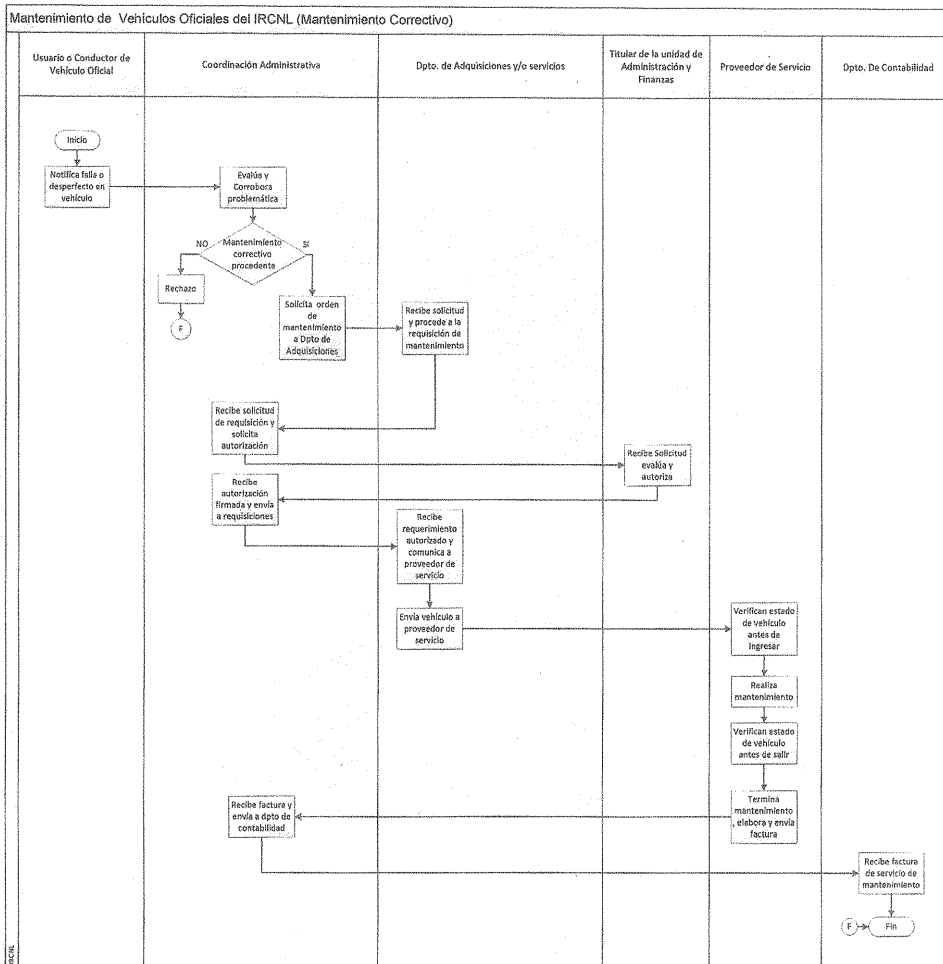 Mantenimiento de Vehículos Oficiales del IRCNL (Mantenimiento Correctivo)
Usuario o Conductor de
Vehículo Oficial
Coordinación Administrativa
Dpto. de Adquisiciones y/o servicios
Titular de la unidad de
Administración y
Finanzas
Proveedor de Servicio
Dpto. De Contabilidad
Inicio
Notifica falla o
desperfecto en
vehículo
Evalúa y
Corrobora
problemática
NO
Mantenimiento
correctivo
procedente
SI
Rechazo
F
Solicita orden
de
mantenimiento
a Dpto de
Adquisiciones
Recibe solicitud
y procede a la
requisición de
mantenimiento
Recibe solicitud
de requisición y
solicita
autorización
Recibe Solicitud
evalúa y
autoriza
Recibe
autorización
firmada y envía
a requisiciones
Recibe
requerimiento
autorizado y
comunica a
proveedor de
servicio
Envía vehículo a
proveedor de
servicio
Verifican estado
de vehículo
antes de
ingresar
Realiza
mantenimiento
Verifican estado
de vehículo
antes de salir
Termina
mantenimiento
, elabora y envía
factura
Recibe factura y
envía a dpto de
contabilidad
Recibe factura
de servicio de
mantenimiento
F
Fin
IRCNL